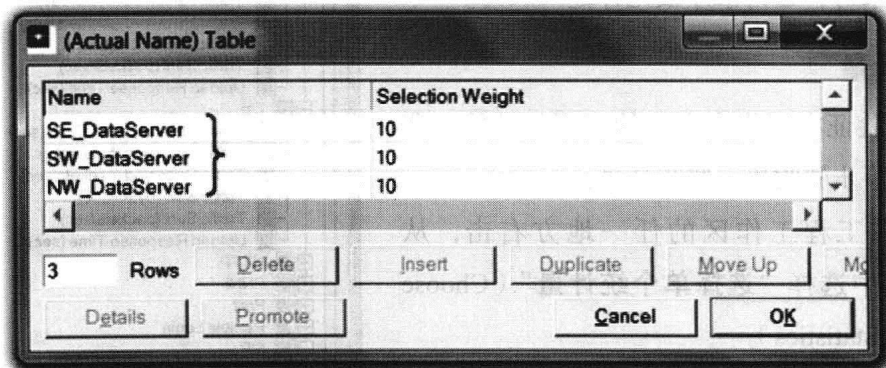 (Actual Name) Table
Name Selection Weight
SE_DataServer 10
SW_DataServer 10
NW_DataServer 10
3 Rows Delete Insert Duplicate Move Up Mo
Details Promote Cancel OK